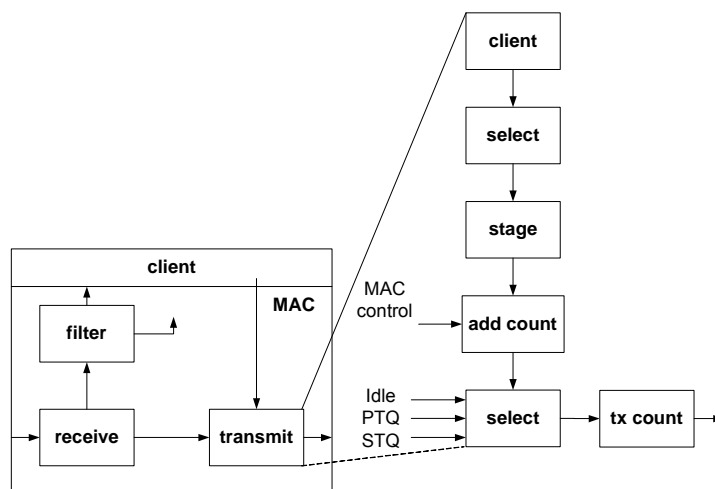 client
select
stage
client
MAC
control
MAC
add count
filter
Idle
PTQ
STQ
select
tx count
receive
transmit